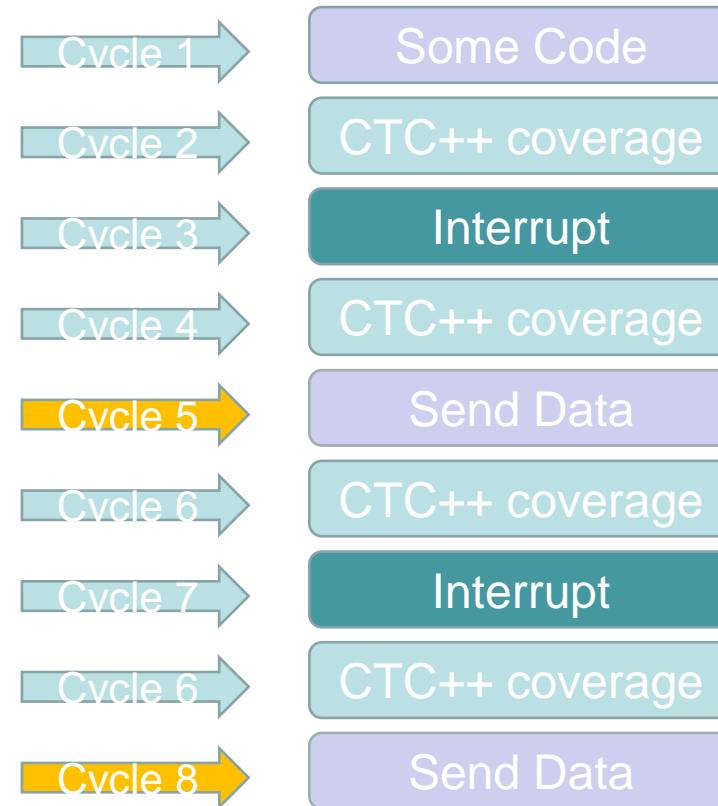 Cycle 1
Some Code
Cycle 2
CTC++ coverage
Cycle 3
Interrupt
Cycle 4
CTC++ coverage
Cycle 5
Send Data
Cycle 6
CTC++ coverage
Cycle 7
Interrupt
Cycle 6
CTC++ coverage
Cycle 8
Send Data